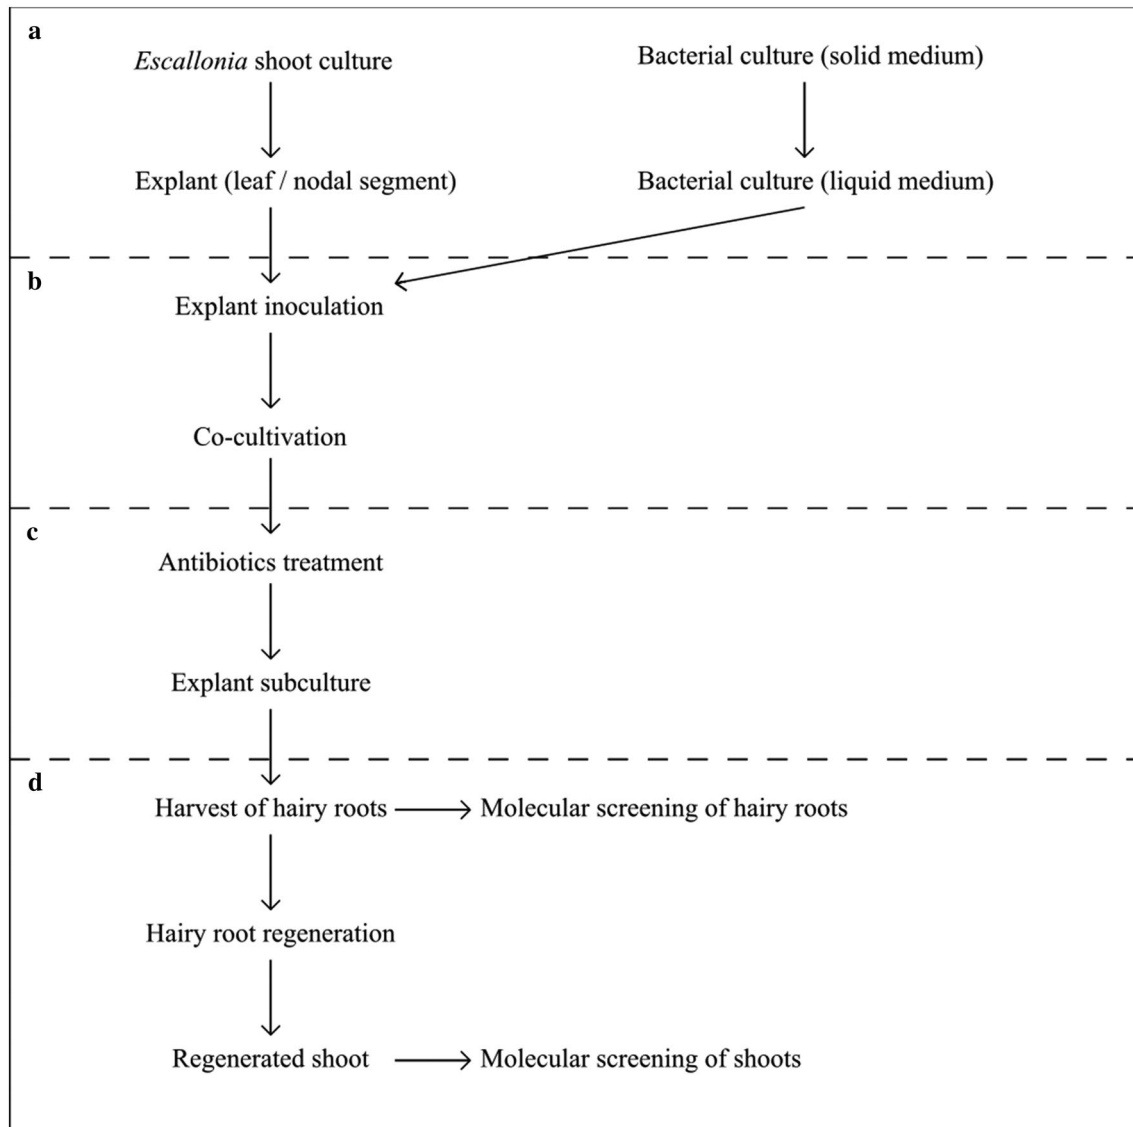 a
Escallonia shoot culture
Bacterial culture (solid medium)
Explant (leaf / nodal segment)
Bacterial culture (liquid medium)
b
Explant inoculation
Co-cultivation
c
Antibiotics treatment
Explant subculture
d
Harvest of hairy roots
Molecular screening of hairy roots
Hairy root regeneration
Regenerated shoot
Molecular screening of shoots